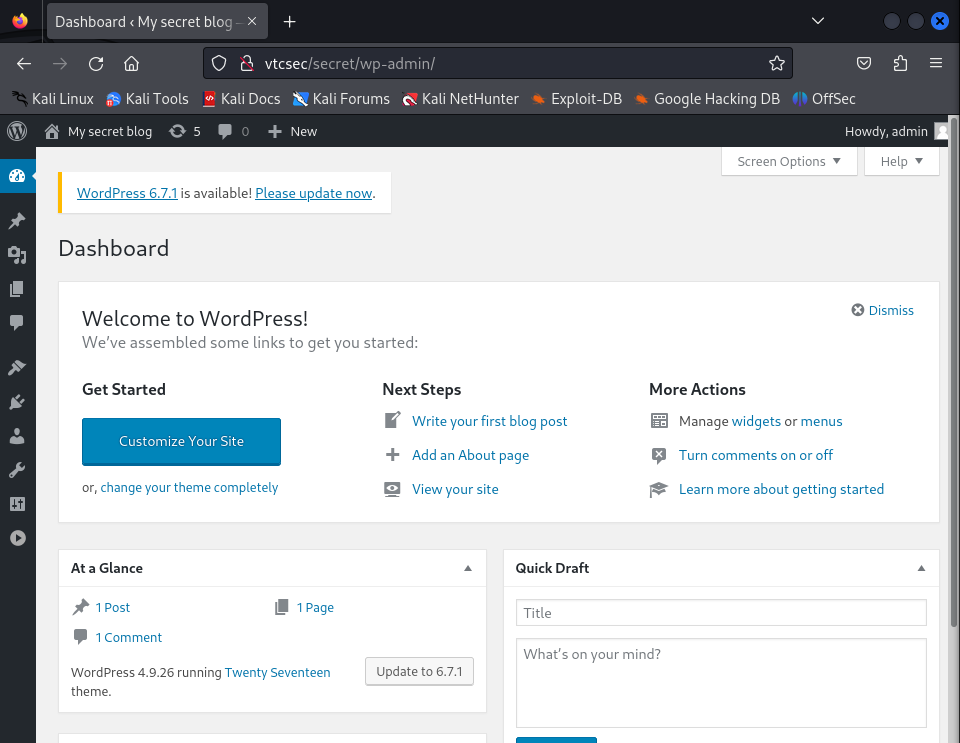 Dashboard ‹ My secret blog –
vtcsec/secret/wp-admin/
Kali Linux Kali Tools Kali Docs Kali Forums Kali NetHunter Exploit-DB Google Hacking DB OffSec
My secret blog 5 0 New Howdy, admin
Screen Options Help
WordPress 6.7.1 is available! Please update now.
Dashboard
Welcome to WordPress!
Dismiss
We’ve assembled some links to get you started:
Get Started
Customize Your Site
or, change your theme completely
Next Steps
Write your first blog post
Add an About page
View your site
More Actions
Manage widgets or menus
Turn comments on or off
Learn more about getting started
At a Glance
1 Post 1 Page
1 Comment
WordPress 4.9.26 running Twenty Seventeen
theme.
Update to 6.7.1
Quick Draft
Title
What’s on your mind?